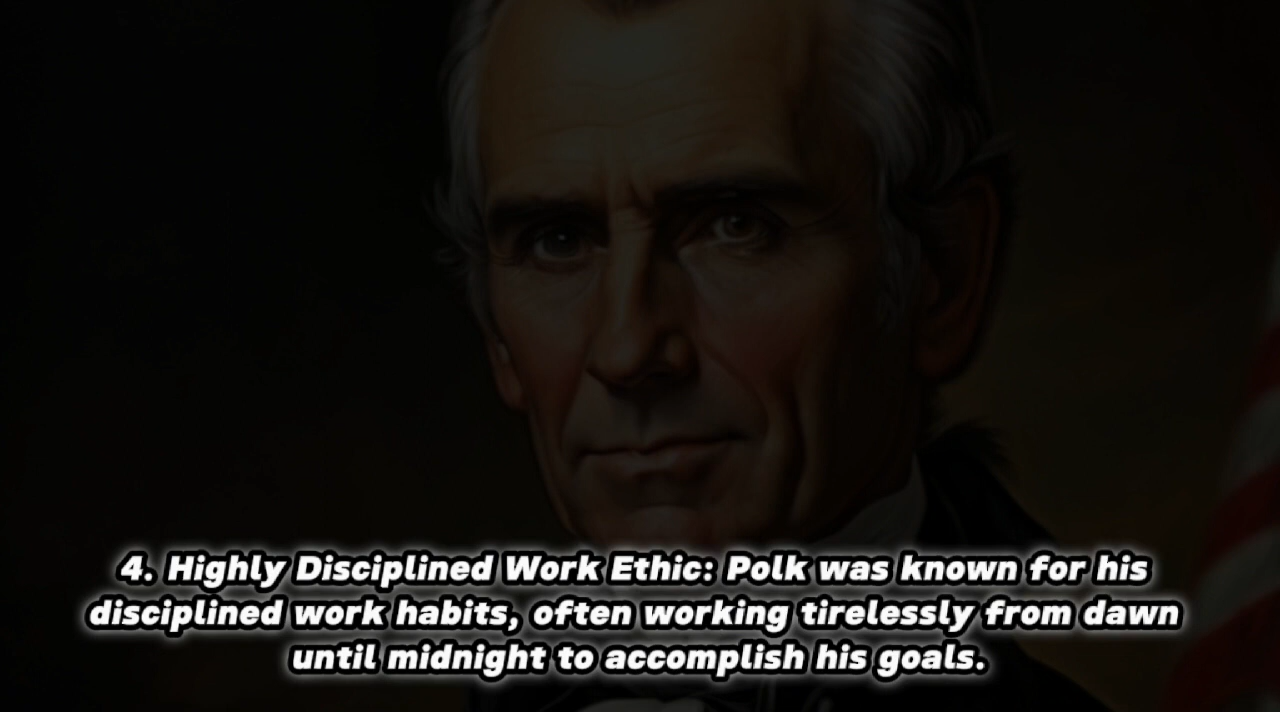 4. Highly Disciplined Work Ethic: Polk was known for his
disciplined work habits, often working tirelessly from dawn
until midnight to accomplish his goals.